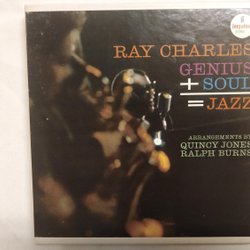 RAY CHARLES
GENIUS
+ SOUL
= JAZZ
ARRANGEMENTS BY
QUINCY JONES
RALPH BURNS